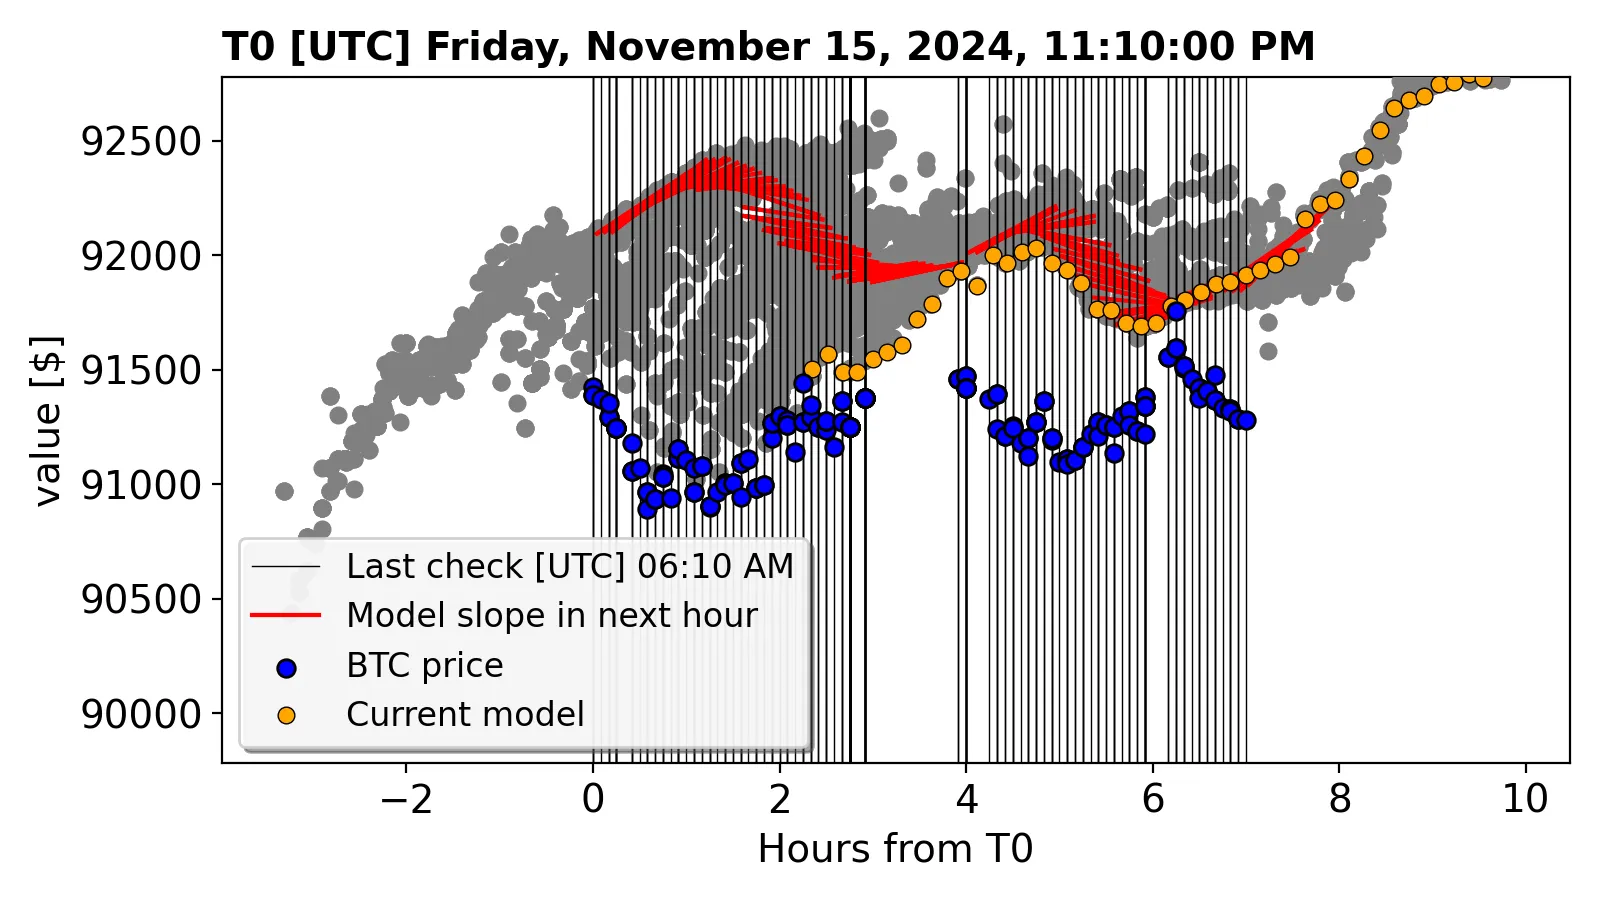 T0 [UTC] Friday, November 15, 2024, 11:10:00 PM
value [$]
92500
92000
91500
91000
90500
90000
Last check [UTC] 06:10 AM
Model slope in next hour
BTC price
Current model
−2 0 2 4 6 8 10
Hours from T0